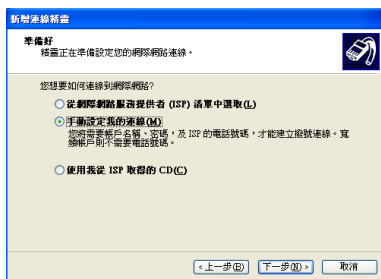 新增連線精靈
準備好
精靈正在準備設定您的網際網路連線。
您想要如何連線到網際網路?
從網際網路服務提供者 (ISP) 清單中選取(L)
手動設定我的連線(M)
您將需要帳戶名稱、密碼，及 ISP 的電話號碼，才能建立撥號連線。寬
頻帳戶則不需要電話號碼。
使用我從 ISP 取得的 CD(C)
<上一步(B) 下一步(N)> 取消